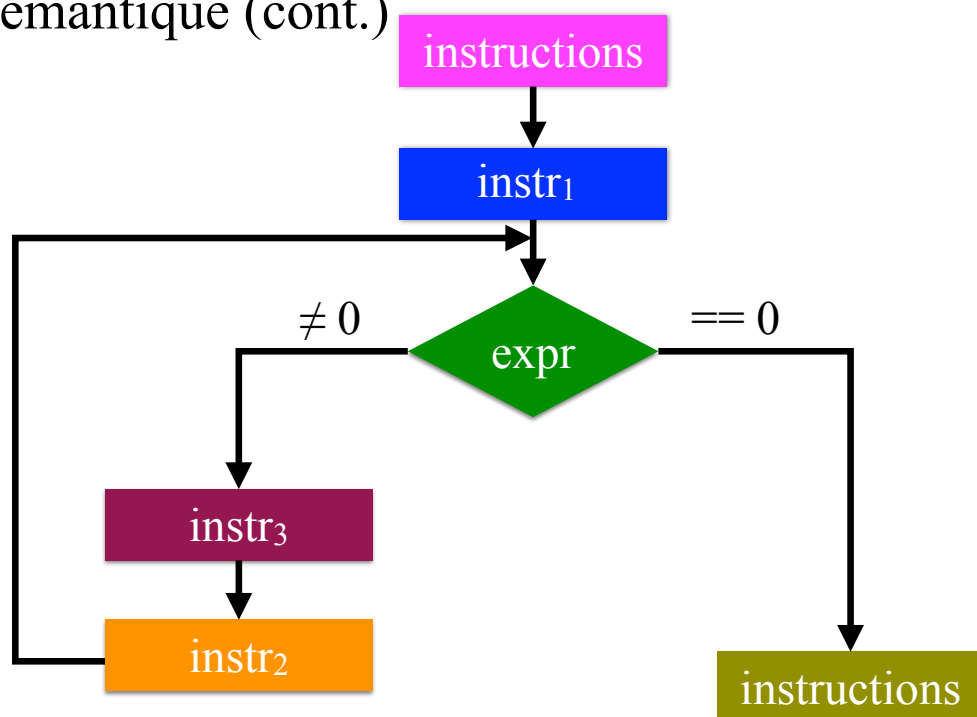 emantique (cont.)
instructions
instr₁
≠ 0
== 0
expr
instr₃
instr₂
instructions